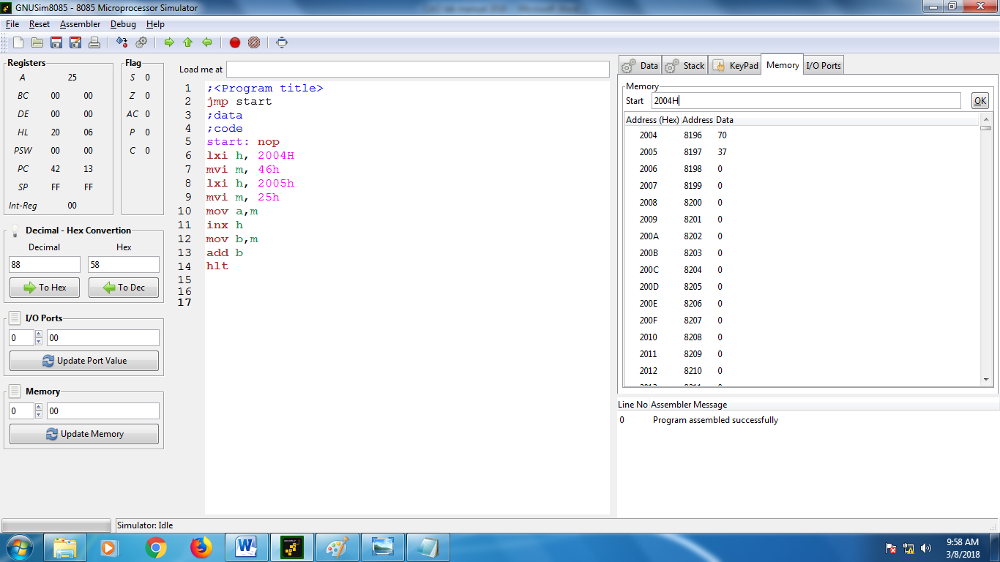 GNUSim8085 - 8085 Microprocessor Simulator
File Reset Assembler Debug Help
Registers
A 25
BC 00 00
DE 00 00
HL 20 06
PSW 00 00
PC 42 13
SP FF FF
Int-Reg 00
Flag
S 0
Z 0
AC 0
P 0
C 0
Decimal - Hex Convertion
Decimal Hex
88 58
To Hex To Dec
I/O Ports
0 00
Update Port Value
Memory
0 00
Update Memory
Load me at
1 ;<Program title>
2 jmp start
3 ;data
4 ;code
5 start: nop
6 lxi h, 2004H
7 mvi m, 46h
8 lxi h, 2005h
9 mvi m, 25h
10 mov a,m
11 inx h
12 mov b,m
13 add b
14 hlt
15
16
17
Data Stack KeyPad Memory I/O Ports
Memory
Start 2004H OK
Address (Hex) Address Data
2004 8196 70
2005 8197 37
2006 8198 0
2007 8199 0
2008 8200 0
2009 8201 0
200A 8202 0
200B 8203 0
200C 8204 0
200D 8205 0
200E 8206 0
200F 8207 0
2010 8208 0
2011 8209 0
2012 8210 0
Line No Assembler Message
0 Program assembled successfully
Simulator: Idle
9:58 AM
3/8/2018